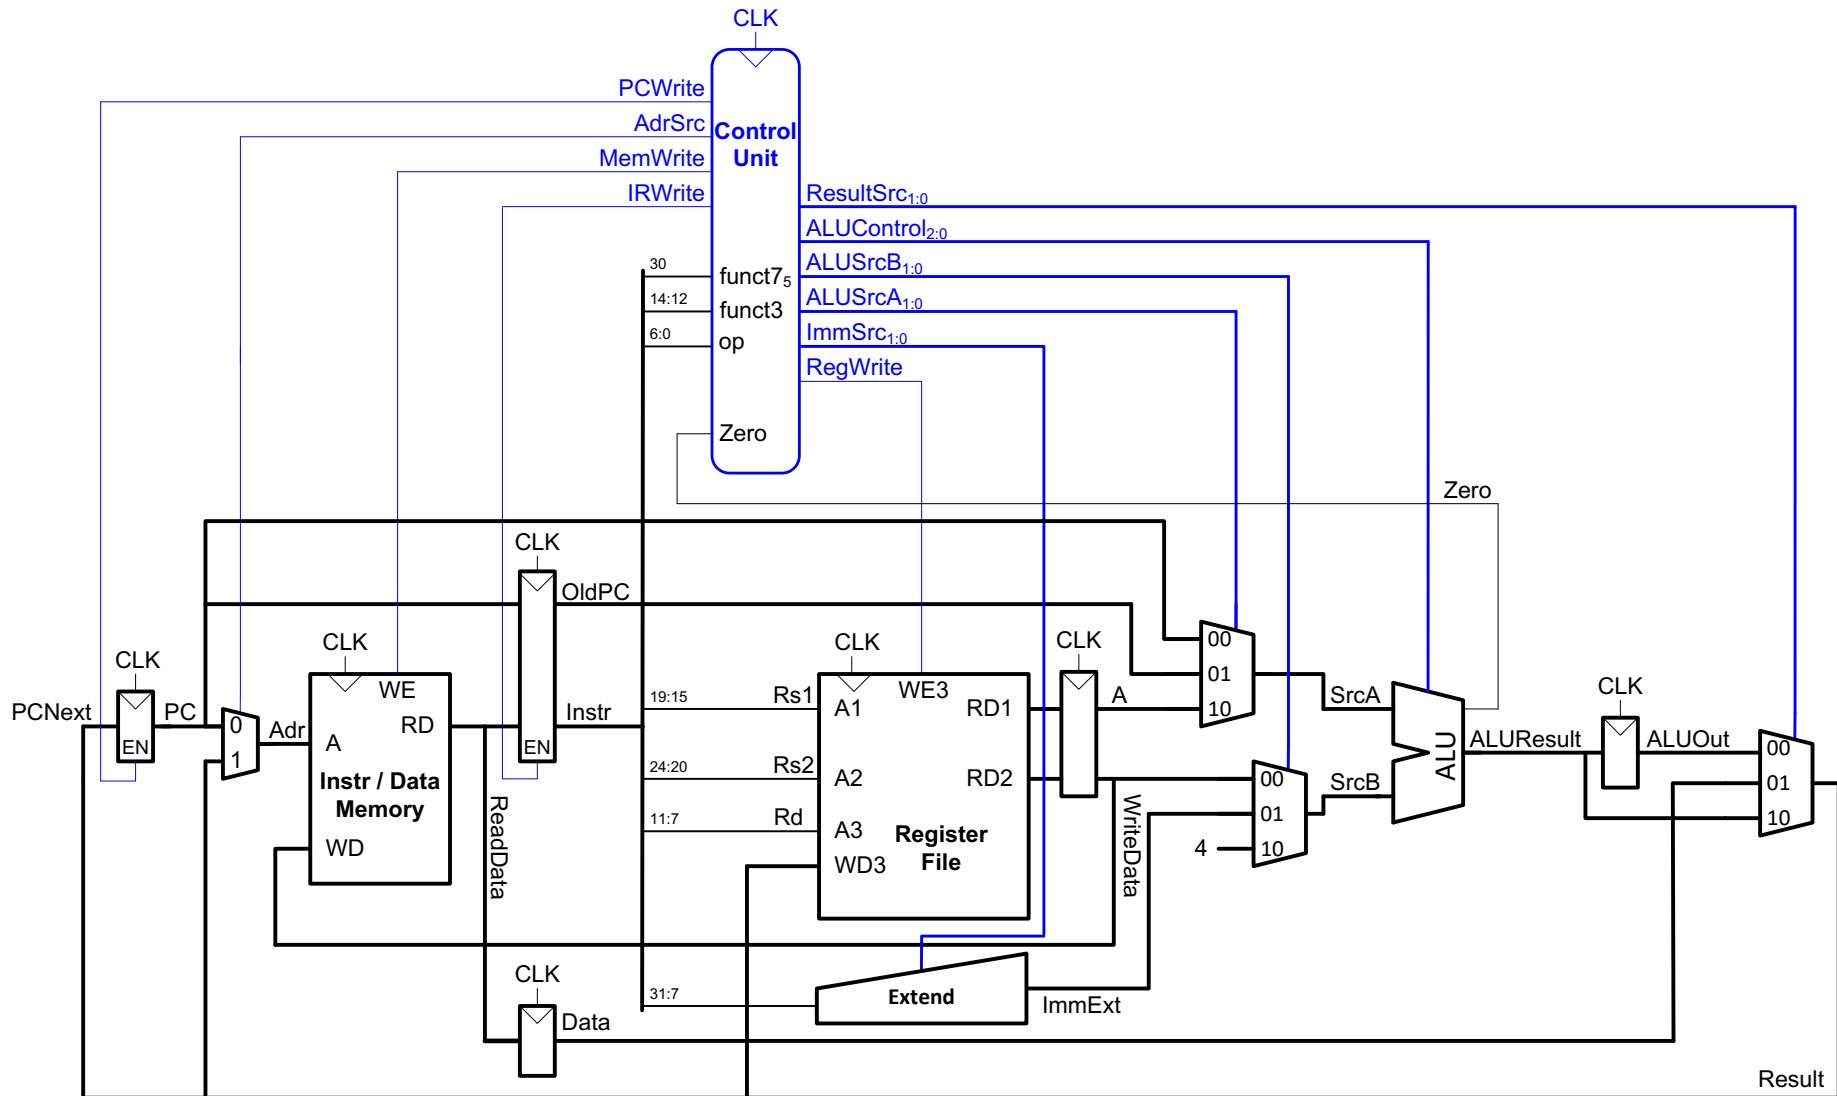 CLK
PCWrite
AdrSrc
MemWrite
IRWrite
Control
Unit
ResultSrc1:0
ALUControl2:0
ALUSrcB1:0
ALUSrcA1:0
ImmSrc1:0
RegWrite
30
funct75
14:12
funct3
6:0
op
Zero
Zero
CLK
OldPC
CLK
CLK
CLK
CLK
CLK
PCNext
EN
PC
0
1
Adr
WE
RD
A
Instr / Data
Memory
WD
ReadData
EN
Instr
19:15
Rs1
24:20
Rs2
11:7
Rd
31:7
A1
A2
A3
WD3
WE3
RD1
RD2
Register
File
A
WriteData
00
01
10
SrcA
00
01
10
4
SrcB
ALU
ALUResult
ALUOut
00
01
10
CLK
Data
Extend
ImmExt
Result